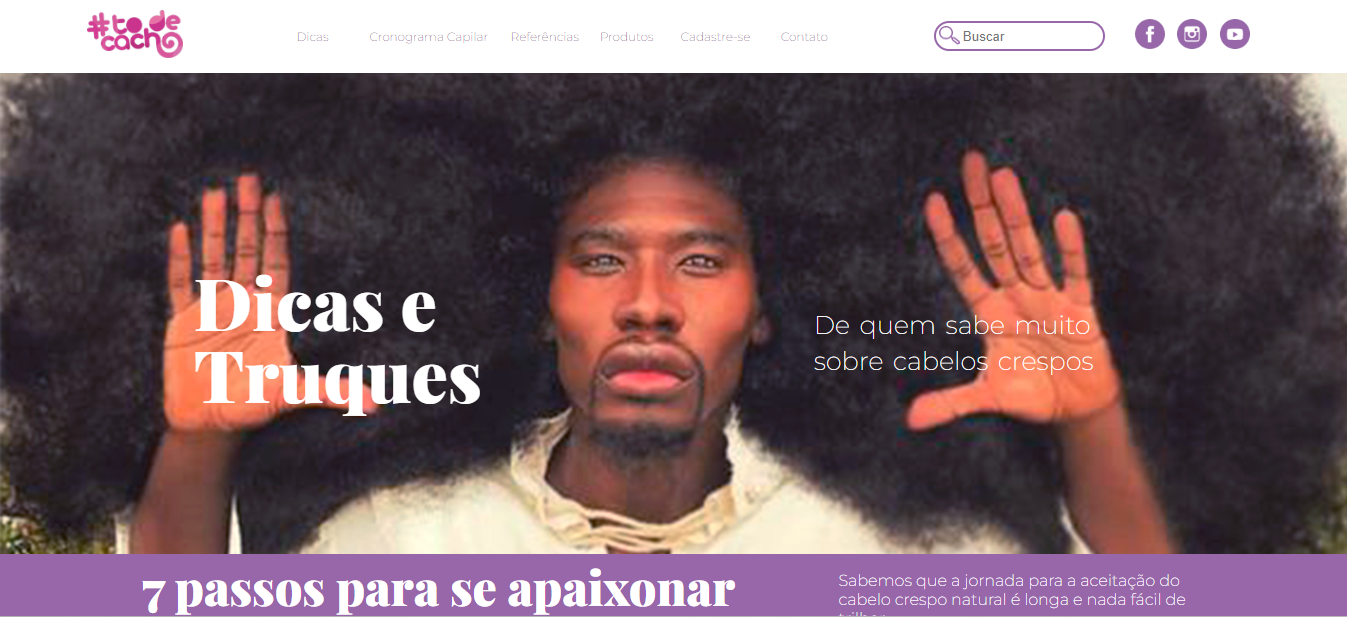 #todecacho
Dicas Cronograma Capilar Referências Produtos Cadastre-se Contato
Buscar
Dicas e
Truques
De quem sabe muito
sobre cabelos crespos
7 passos para se apaixonar
Sabemos que a jornada para a aceitação do
cabelo crespo natural é longa e nada fácil de